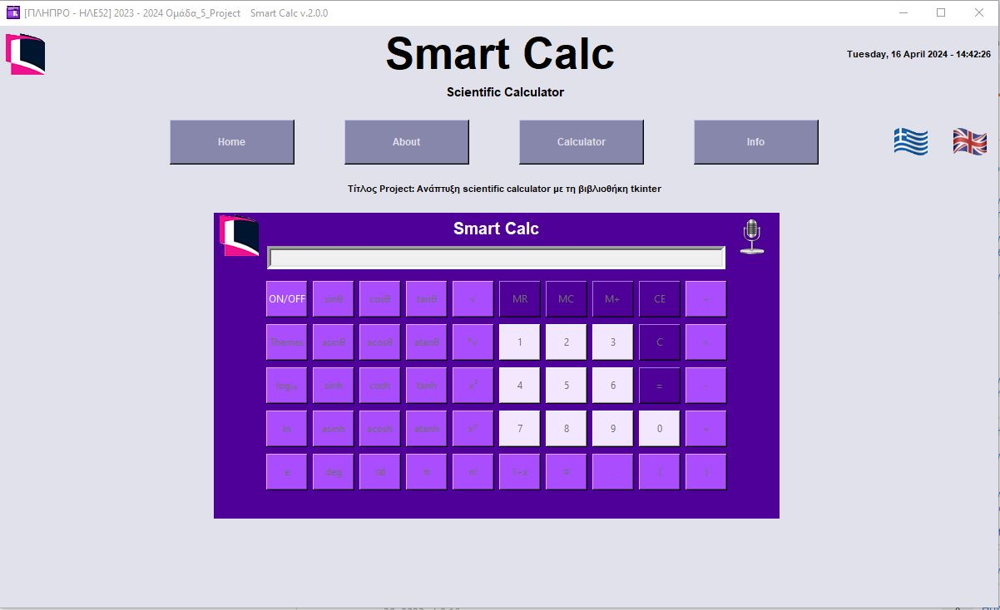 [ΠΛΗΠΡΟ - ΗΛΕ52] 2023 - 2024 Ομάδα_5_Project Smart Calc v.2.0.0
Smart Calc
Tuesday, 16 April 2024 - 14:42:26
Scientific Calculator
Home About Calculator Info
Τίτλος Project: Ανάπτυξη scientific calculator με τη βιβλιοθήκη tkinter
Smart Calc
ON/OFF sinθ cosθ tanθ √ MR MC M+ CE
Themes asinθ acosθ atanθ ⁿ√ 1 2 3 C ×
log₁₀ sinh cosh tanh x² 4 5 6 = -
ln asinh acosh atanh xⁿ 7 8 9 0 +
e deg π n! 1÷x . ( )